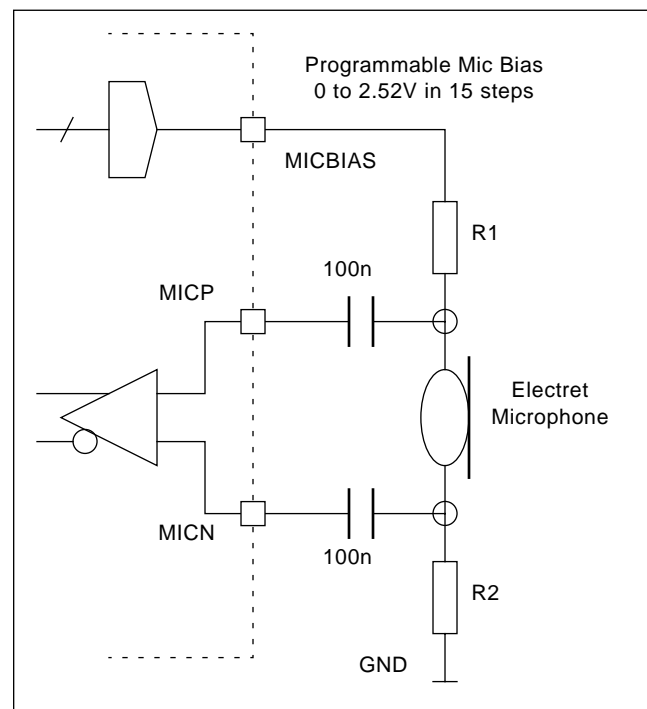 Programmable Mic Bias
0 to 2.52V in 15 steps
MICBIAS
R1
100n
MICP
Electret
Microphone
MICN
100n
R2
GND